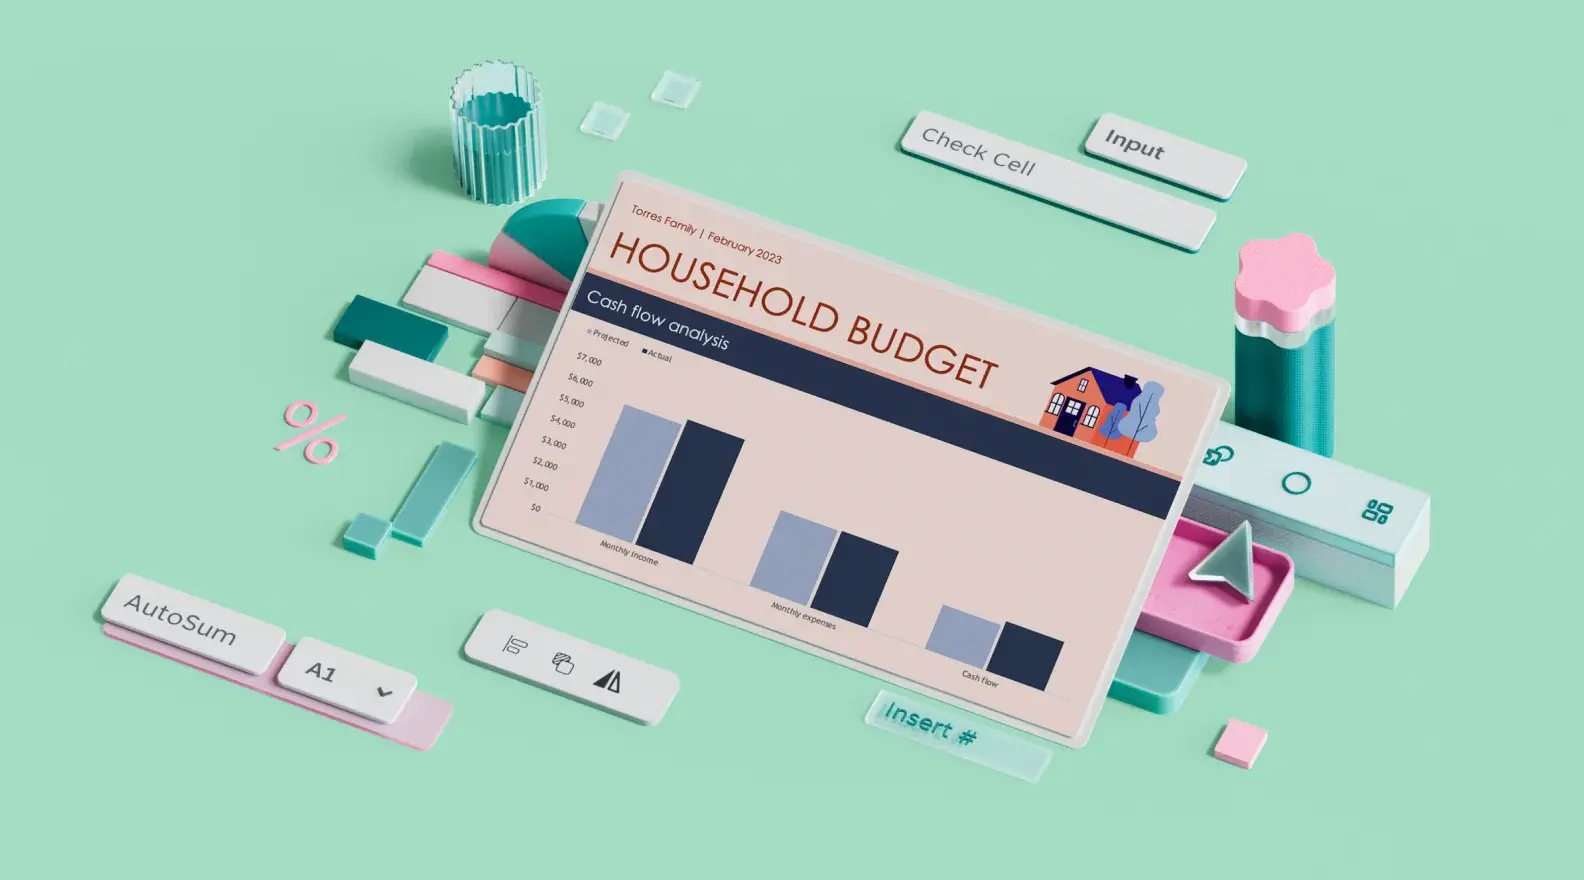 Check Cell
Input
Torres Family | February 2023
HOUSEHOLD BUDGET
Cash flow analysis
Projected
Actual
$7,000
$6,000
$5,000
$4,000
$3,000
$2,000
$1,000
$0
Monthly Income
Monthly expenses
Cash flow
%
AutoSum
A1
Insert #